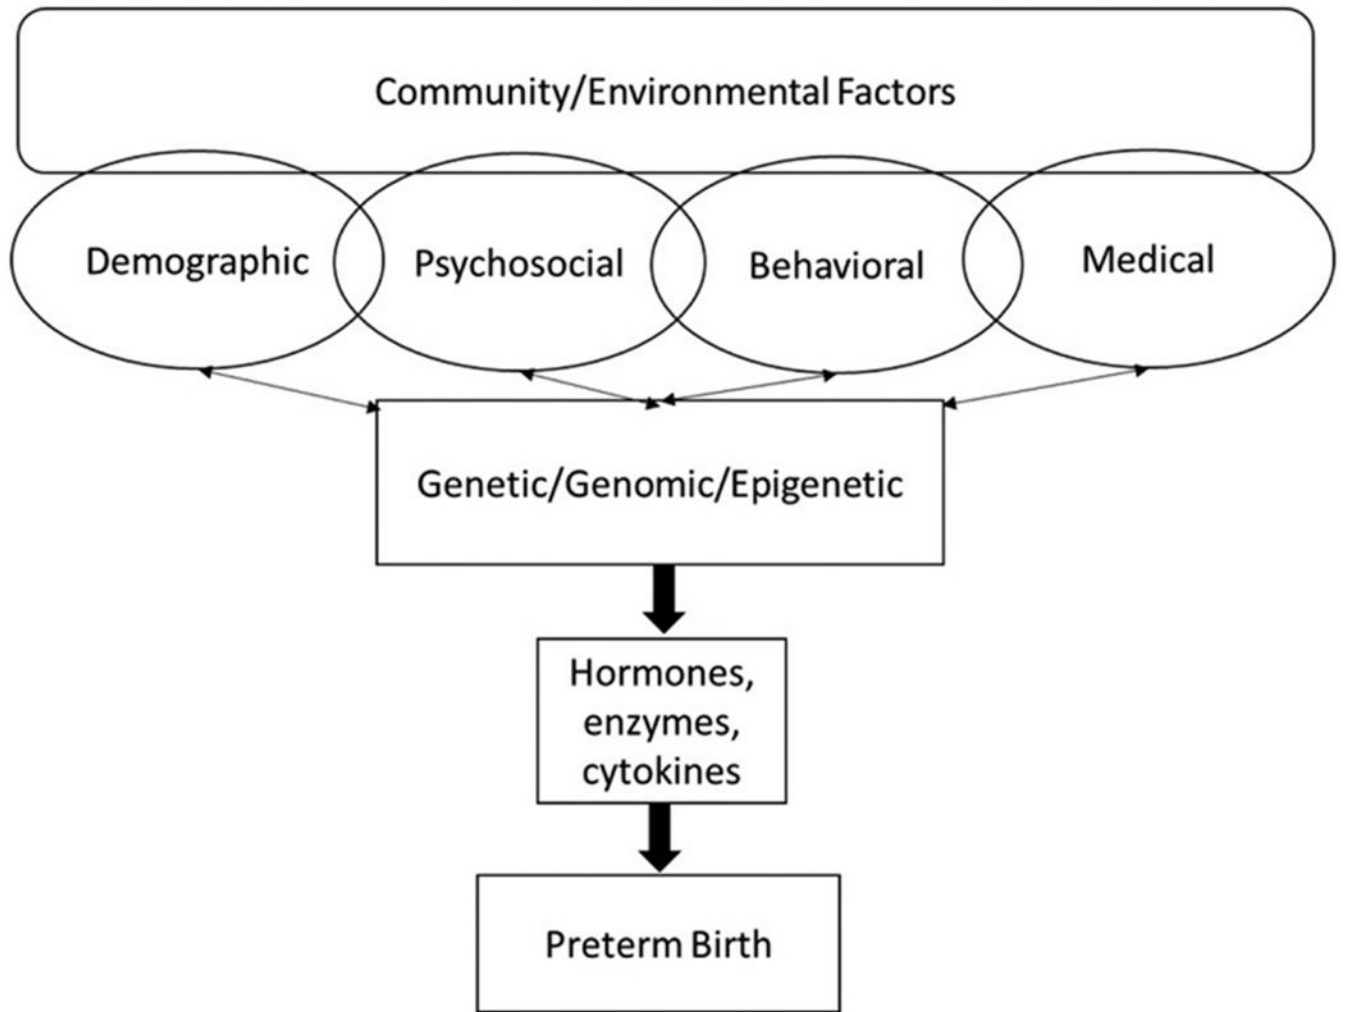 Community/Environmental Factors
Demographic
Psychosocial
Behavioral
Medical
Genetic/Genomic/Epigenetic
Hormones,
enzymes,
cytokines
Preterm Birth